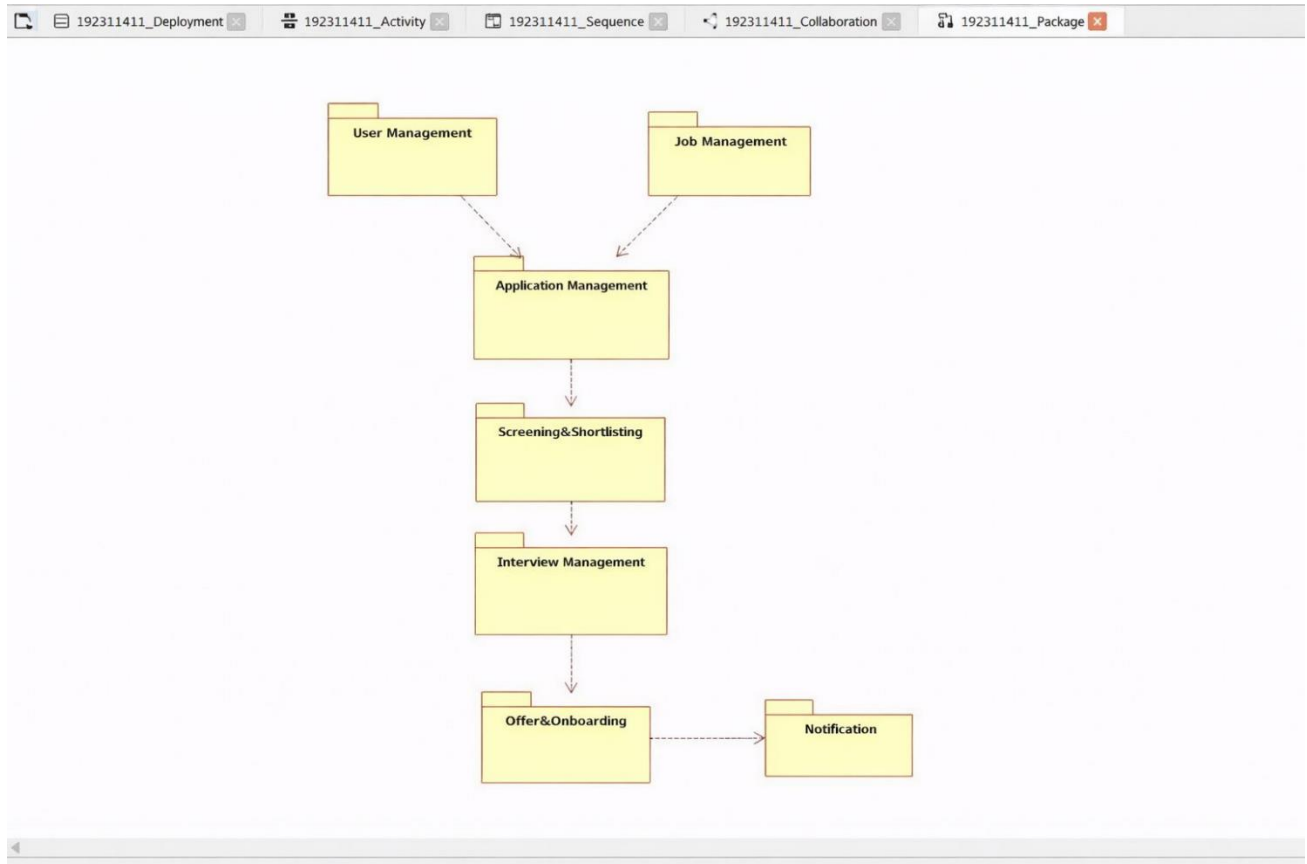 192311411_Deployment
192311411_Activity
192311411_Sequence
192311411_Collaboration
192311411_Package
User Management
Job Management
Application Management
Screening&Shortlisting
Interview Management
Offer&Onboarding
Notification